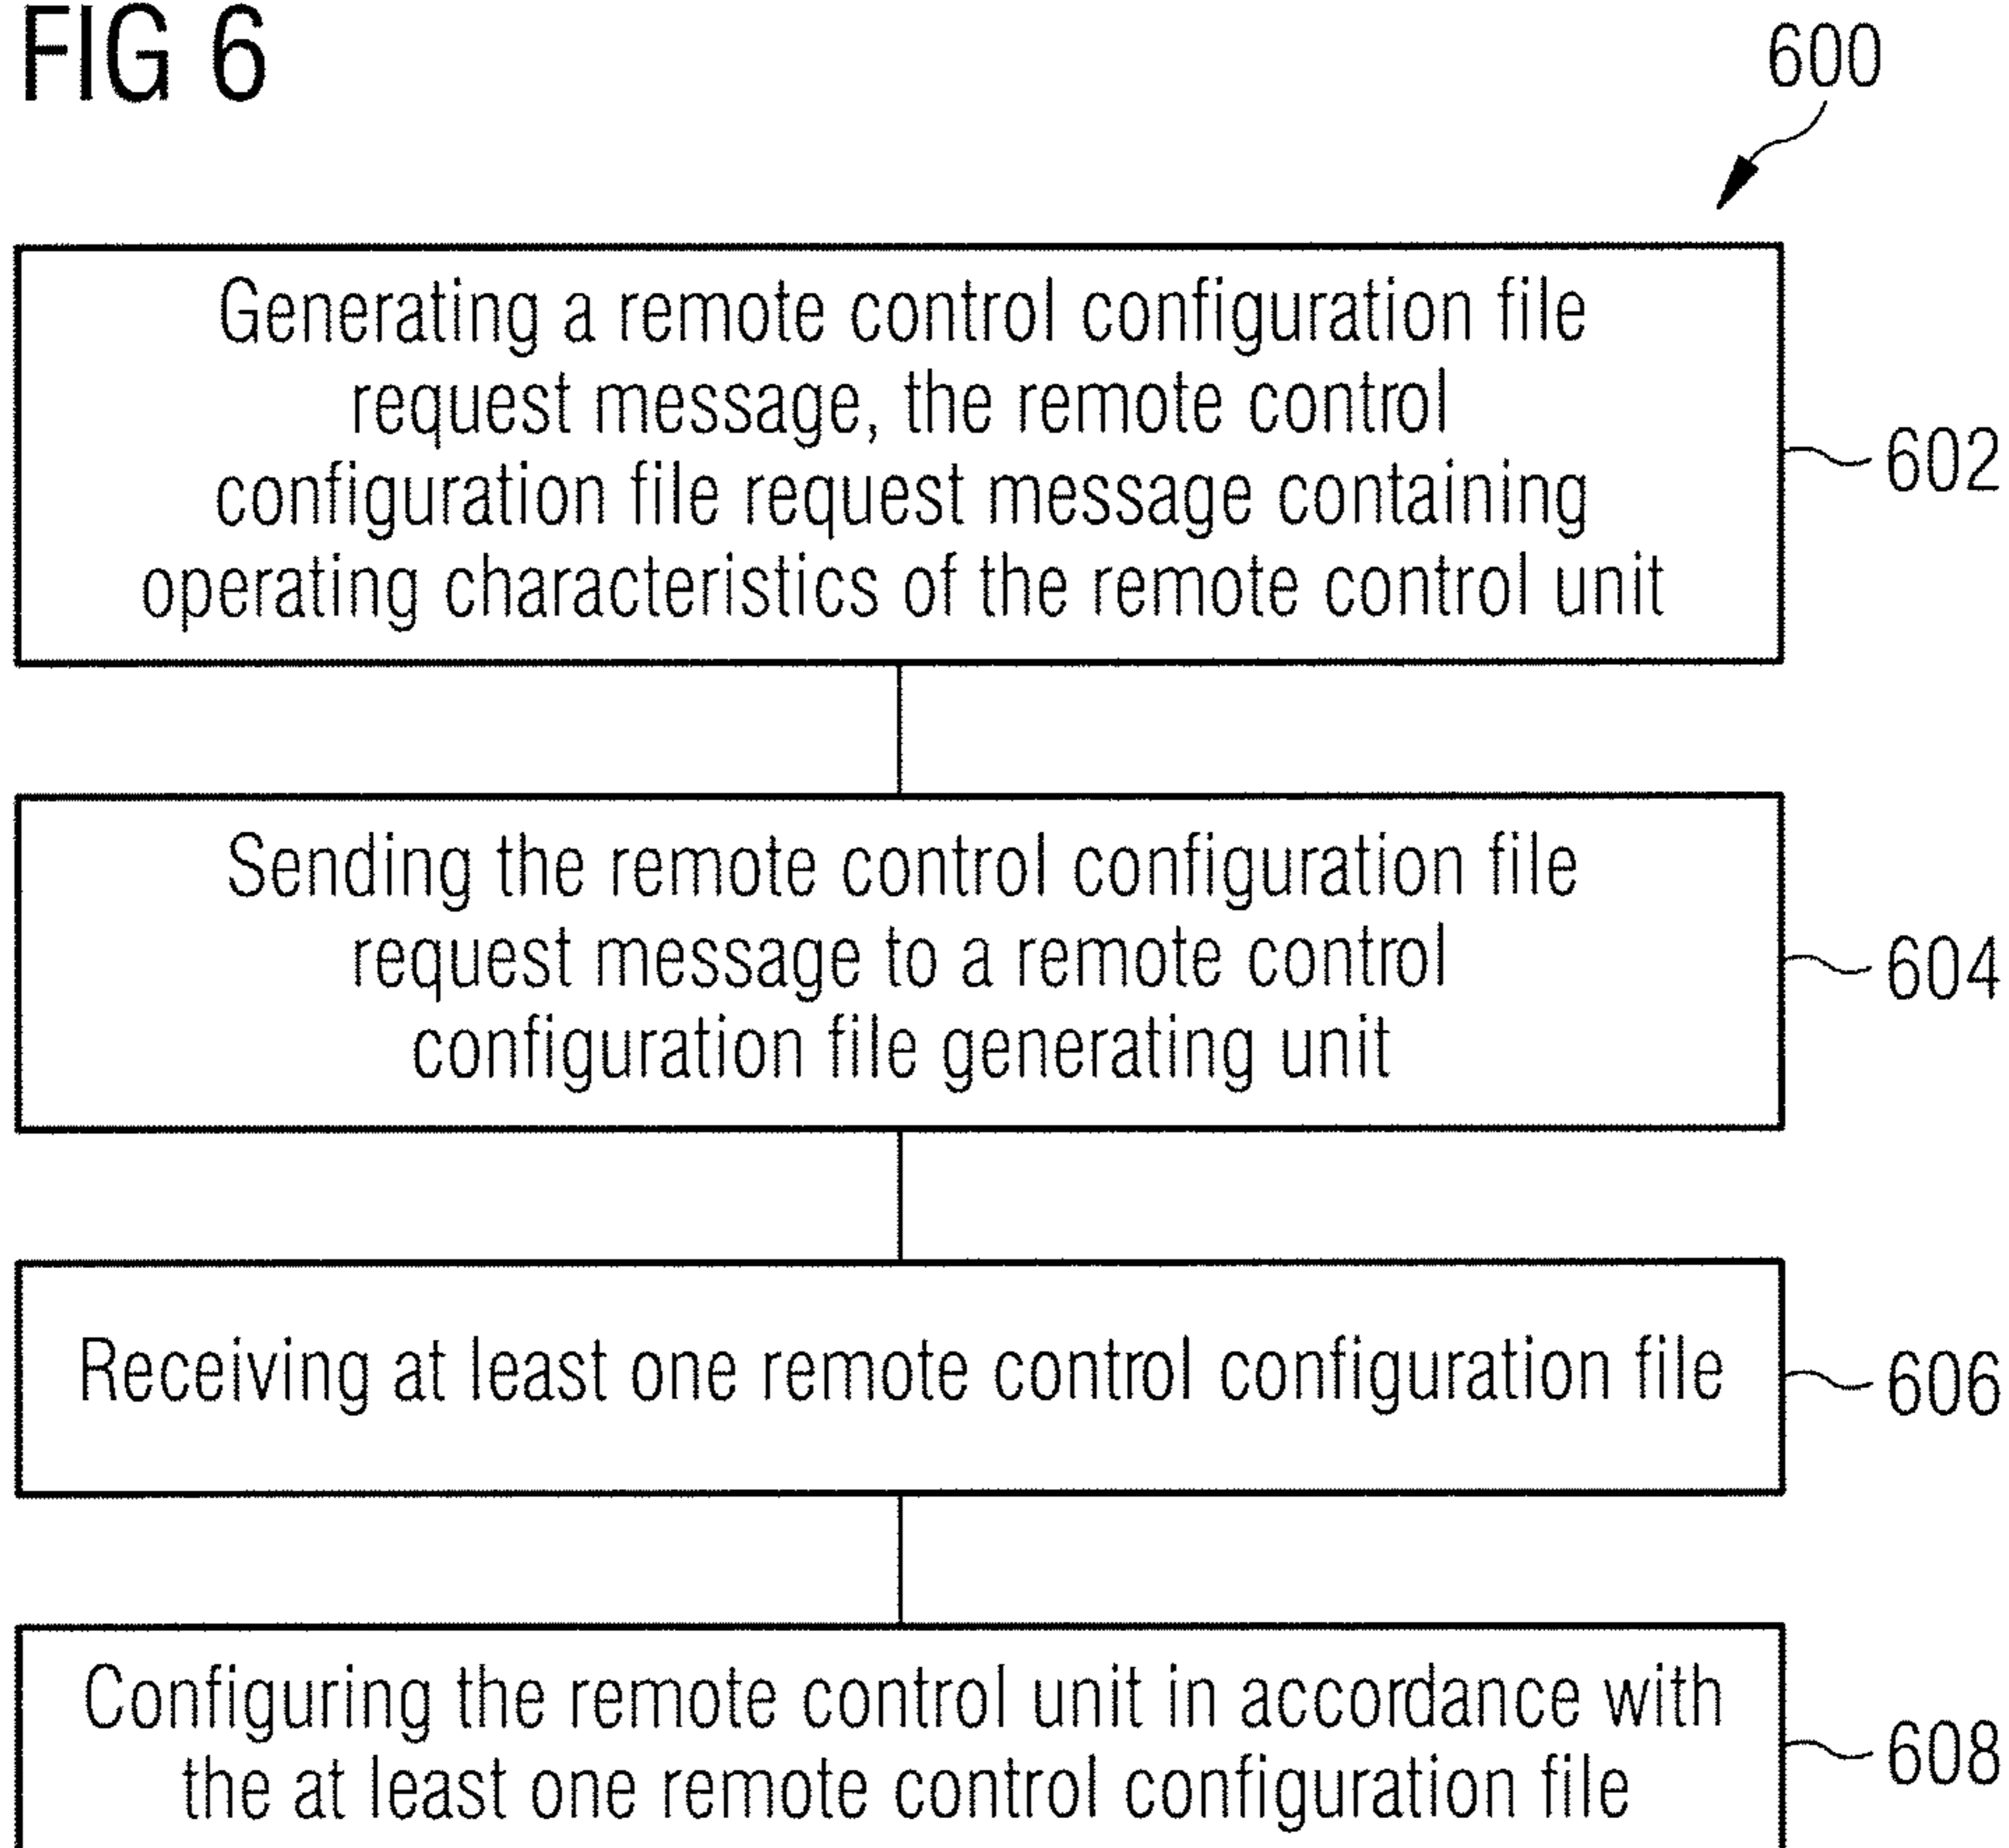 FIG 6
600
Generating a remote control configuration file
request message, the remote control
configuration file request message containing
operating characteristics of the remote control unit
602
Sending the remote control configuration file
request message to a remote control
configuration file generating unit
604
Receiving at least one remote control configuration file
606
Configuring the remote control unit in accordance with
the at least one remote control configuration file
608